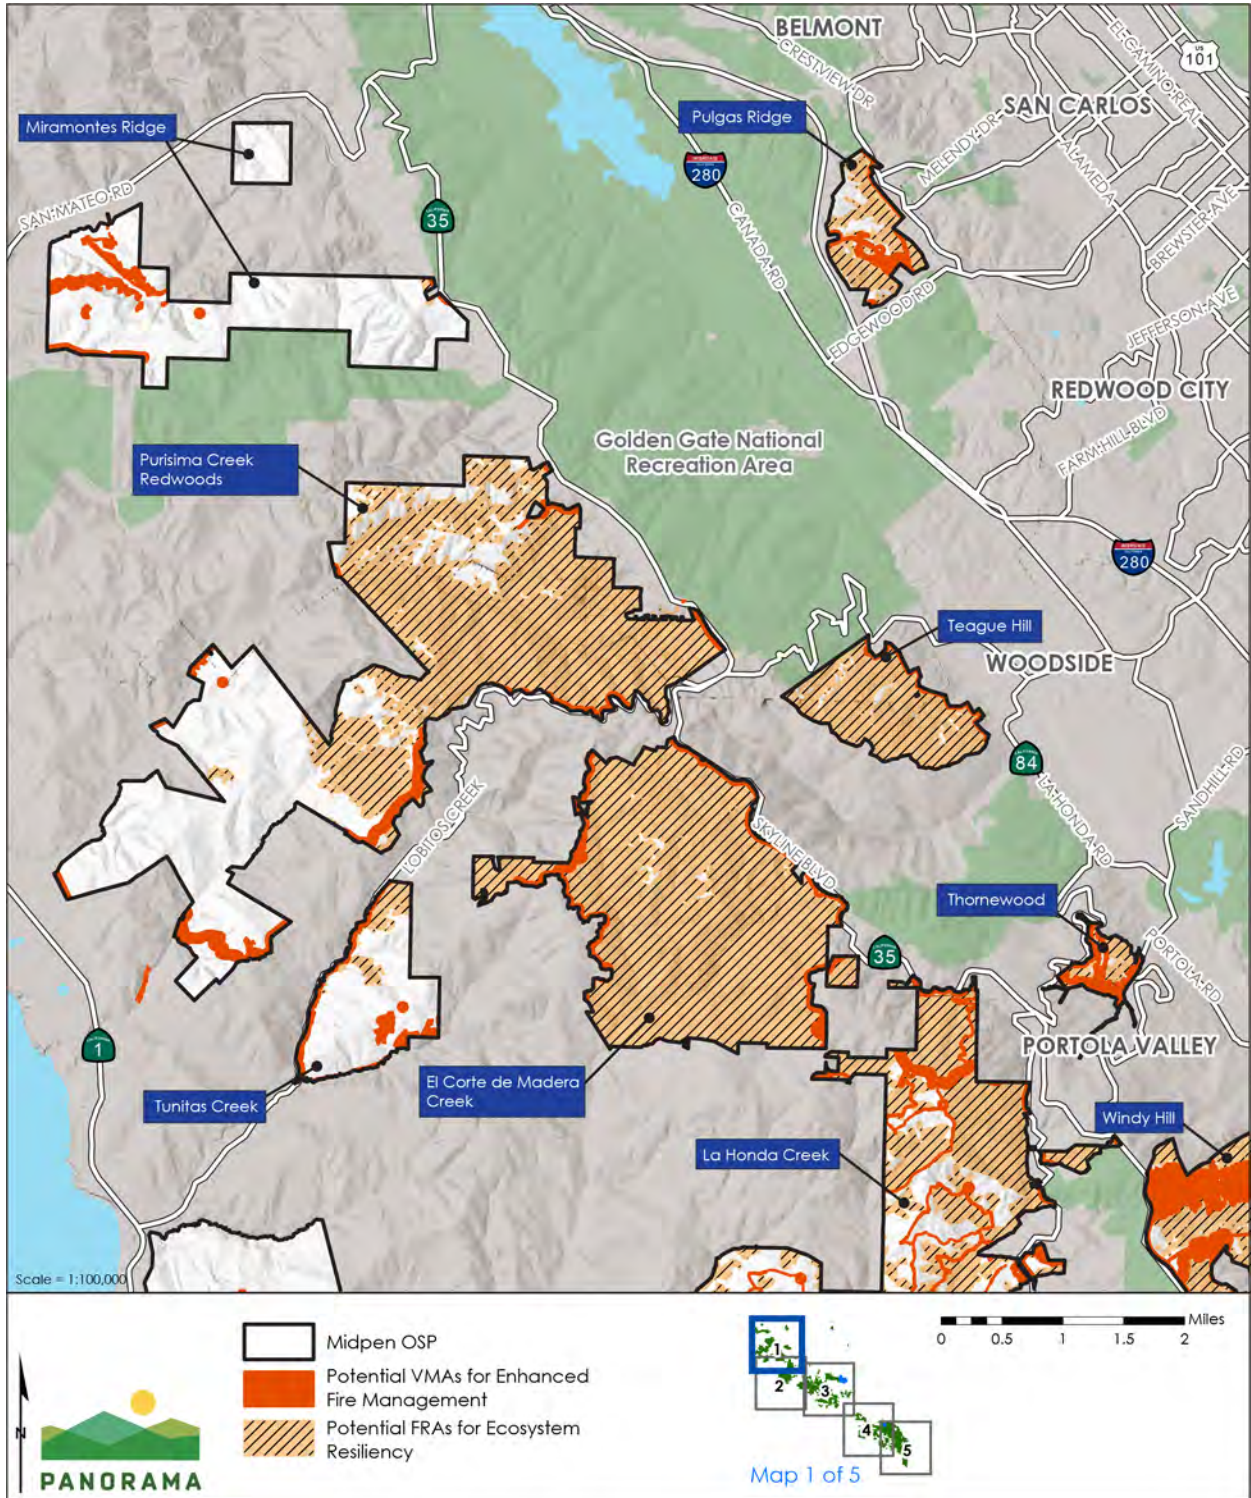 BELMONT
CRESTVIEW DR
EL CAMINO REAL
US
101
Miramontes Ridge
Pulgas Ridge
SAN CARLOS
MELENDY DR
ALAMEDA
280
SAN MATEO RD
35
CANADA RD
BREWSTER AVE
EDGEWOOD RD
JEFFERSON AVE
REDWOOD CITY
FARM HILL BLVD
Golden Gate National
Recreation Area
Purisima Creek
Redwoods
280
Teague Hill
WOODSIDE
84
LA HONDA RD
SANDHILL RD
LOBITOS CREEK
SKYLINE BLVD
Thornewood
35
PORTOLA RD
1
PORTOLA VALLEY
Tunitas Creek
El Corte de Madera
Creek
Windy Hill
La Honda Creek
Scale = 1:100,000
Midpen OSP
Potential VMAs for Enhanced
Fire Management
Potential FRAs for Ecosystem
Resiliency
N
PANORAMA
1
2
3
4
5
Map 1 of 5
Miles
0 0.5 1 1.5 2